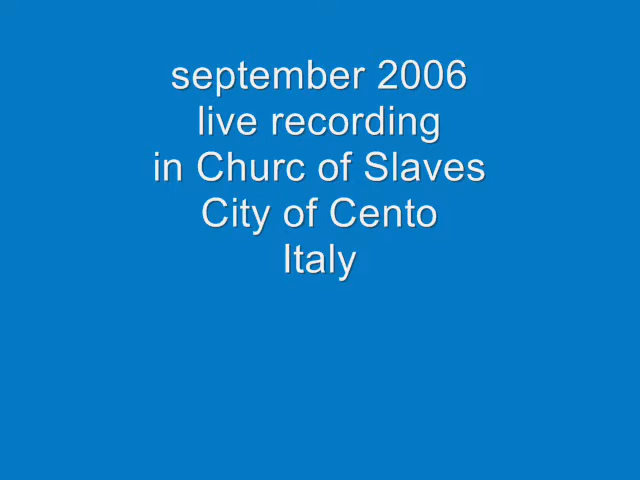 september 2006
live recording
in Churc of Slaves
City of Cento
Italy